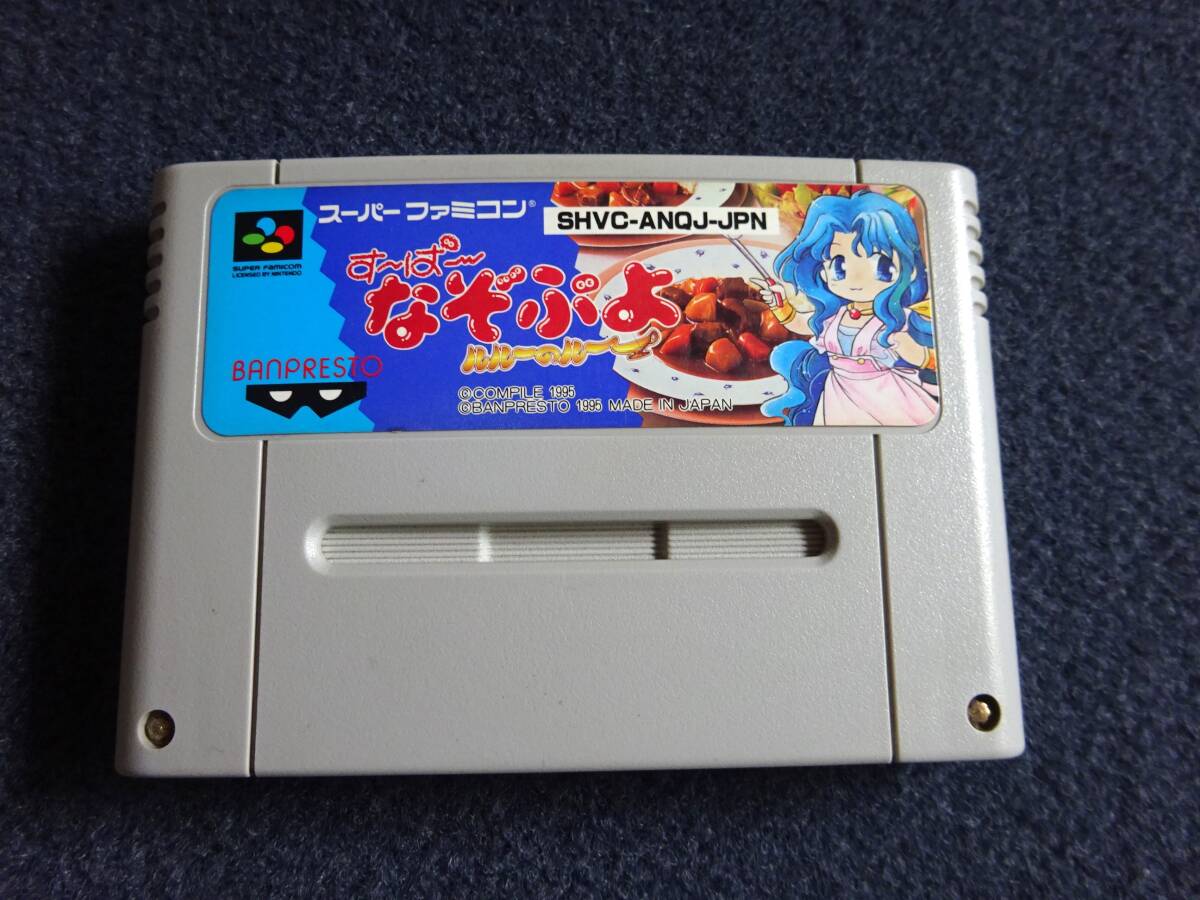 スーパーファミコン®
SHVC-ANQJ-JPN
SUPER FAMICOM
LICENSED BY NINTENDO
す〜ぱ〜
なぞぷよ
ルルーのルー
BANPRESTO
©COMPILE 1995
©BANPRESTO 1995 MADE IN JAPAN